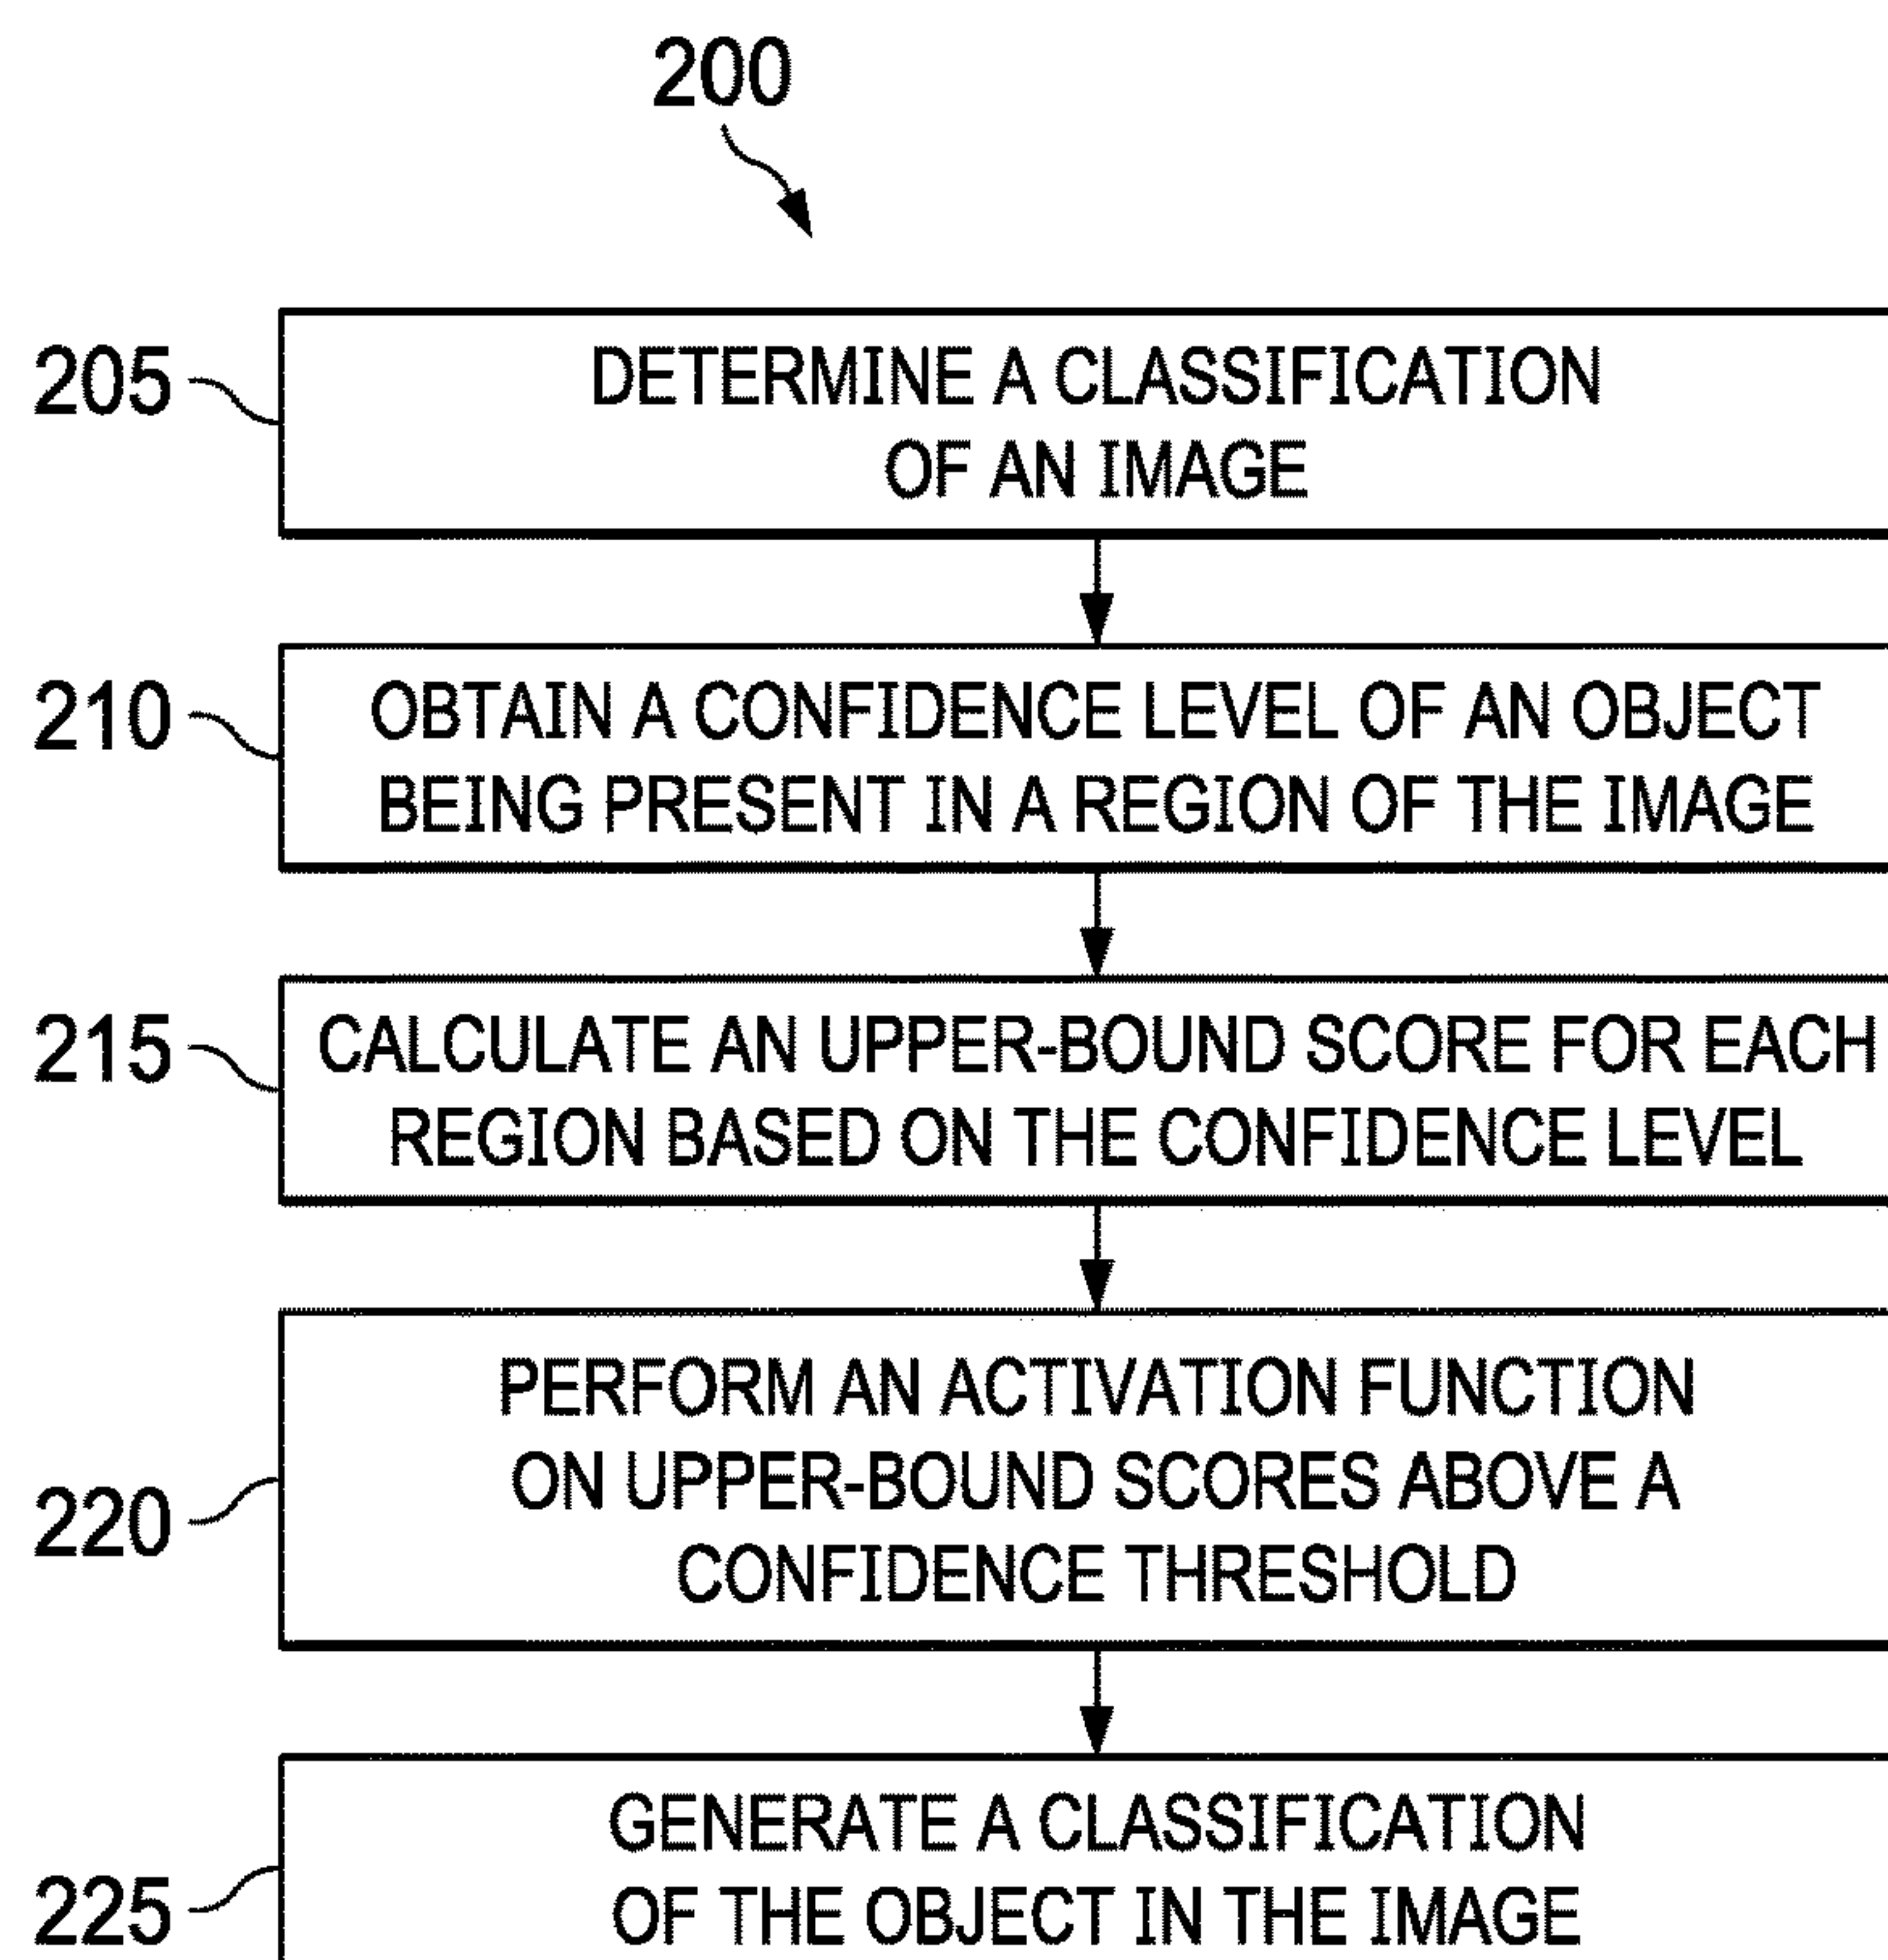 200
205
DETERMINE A CLASSIFICATION
OF AN IMAGE
210
OBTAIN A CONFIDENCE LEVEL OF AN OBJECT
BEING PRESENT IN A REGION OF THE IMAGE
215
CALCULATE AN UPPER-BOUND SCORE FOR EACH
REGION BASED ON THE CONFIDENCE LEVEL
220
PERFORM AN ACTIVATION FUNCTION
ON UPPER-BOUND SCORES ABOVE A
CONFIDENCE THRESHOLD
225
GENERATE A CLASSIFICATION
OF THE OBJECT IN THE IMAGE